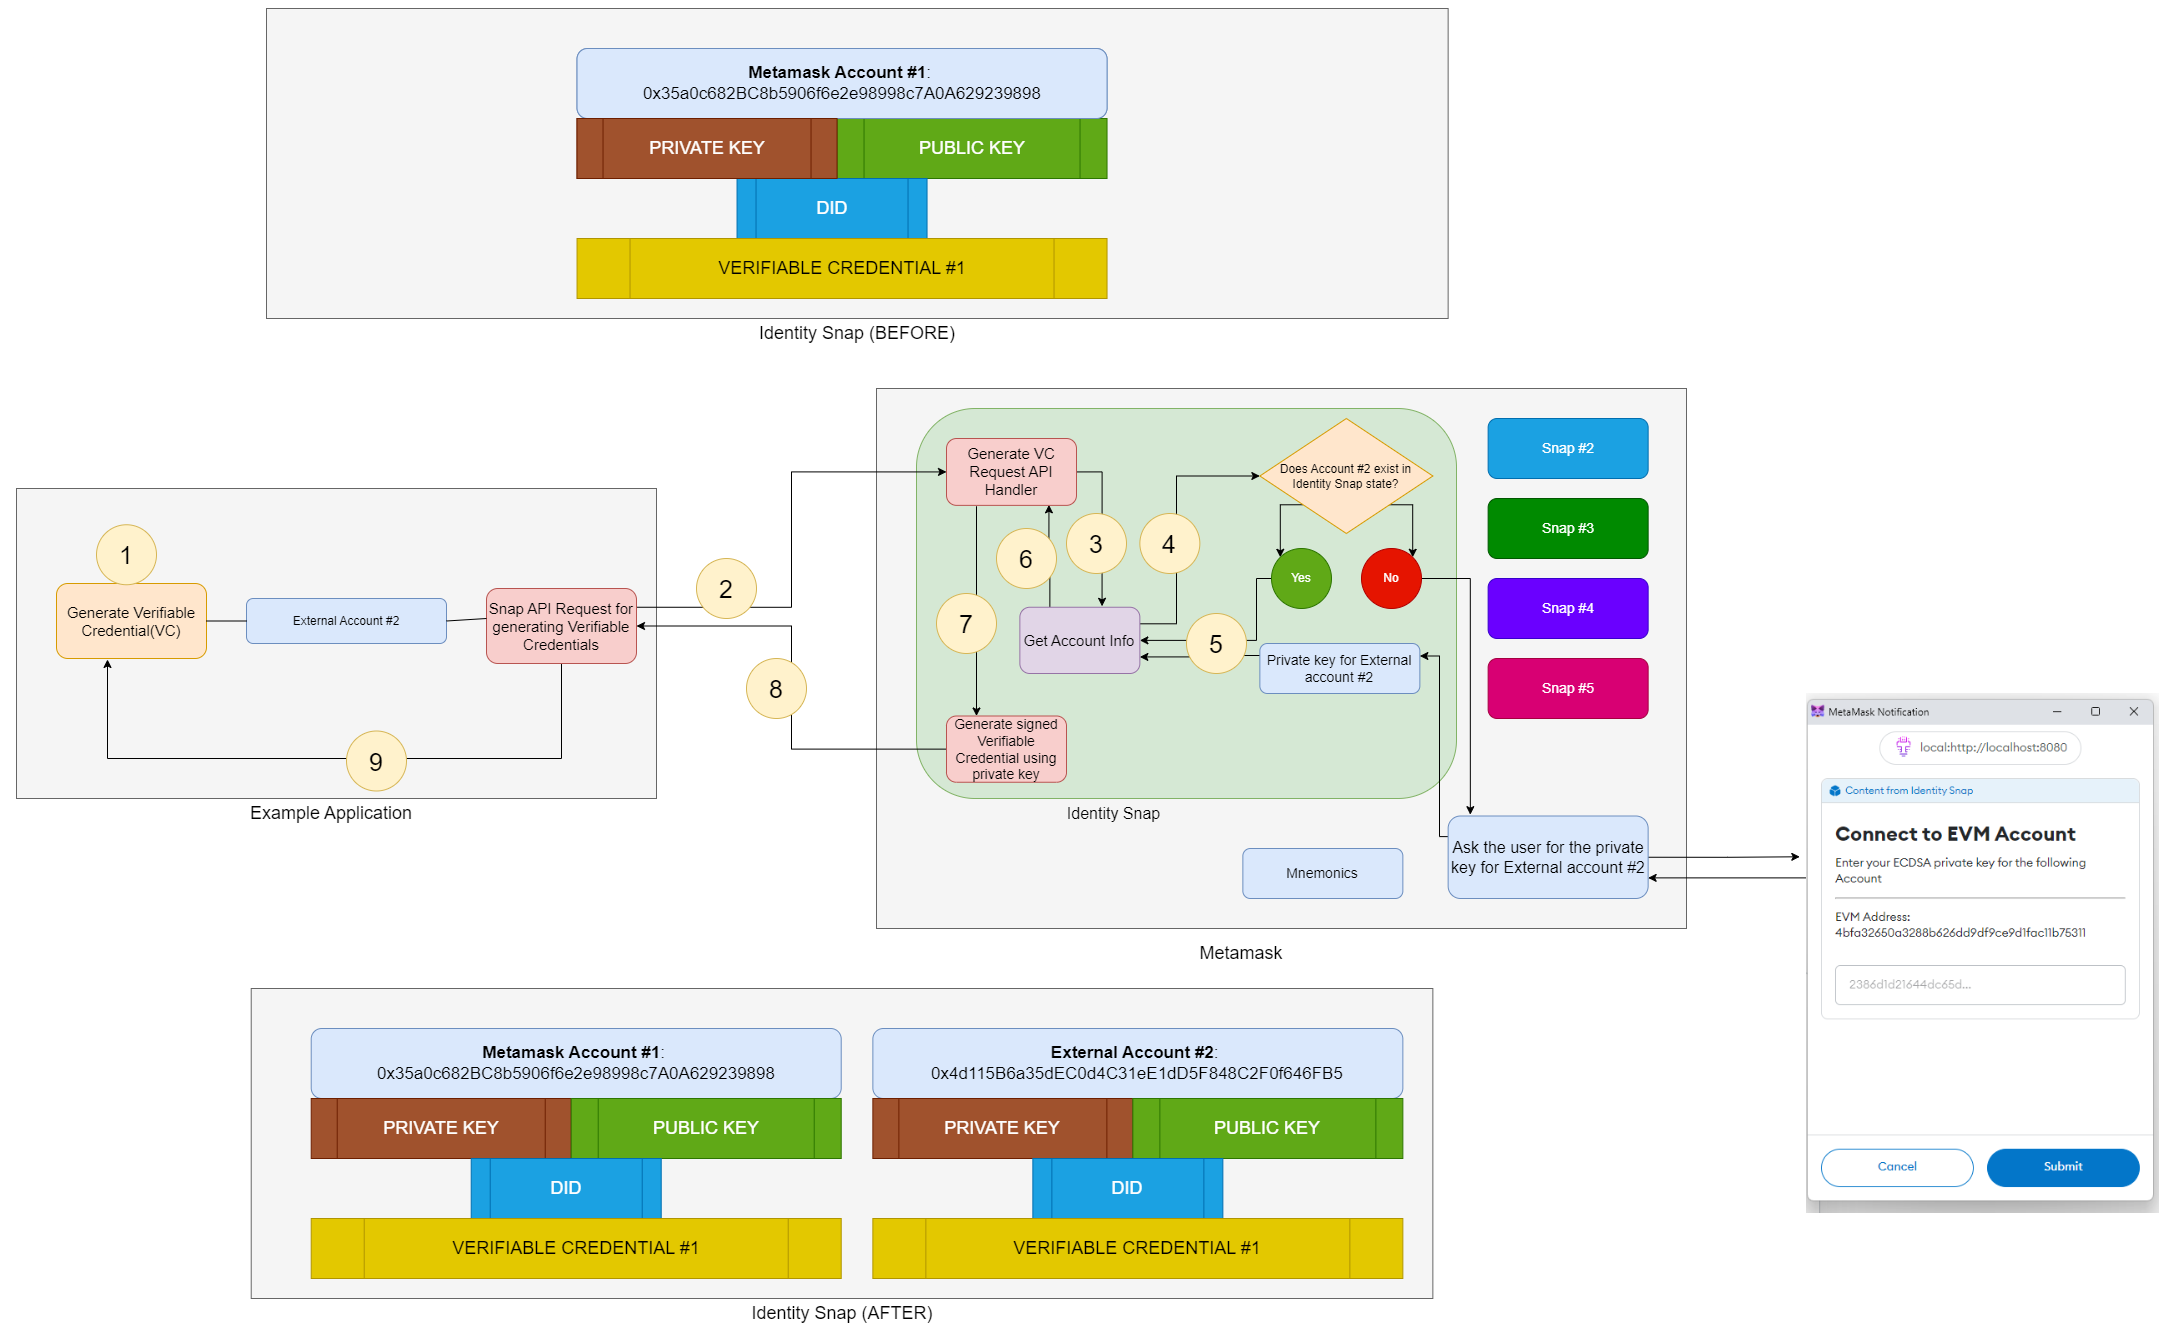 Metamask Account #1:
0x35a0c682BC8b5906f6e2e98998c7A0A629239898
PRIVATE KEY
PUBLIC KEY
DID
VERIFIABLE CREDENTIAL #1
Identity Snap (BEFORE)
1
Generate Verifiable
Credential(VC)
External Account #2
Snap API Request for
generating Verifiable
Credentials
9
Example Application
2
8
Generate VC
Request API
Handler
6
3
4
7
Get Account Info
5
Does Account #2 exist in
Identity Snap state?
Yes
No
Private key for External
account #2
Generate signed
Verifiable
Credential using
private key
Identity Snap
Snap #2
Snap #3
Snap #4
Snap #5
Mnemonics
Ask the user for the private
key for External account #2
Metamask
MetaMask Notification
local:http://localhost:8080
Content from Identity Snap
Connect to EVM Account
Enter your ECDSA private key for the following
Account
EVM Address:
4bfa32650a3288b626dd9df9ce9d1fac11b75311
2386d1d21644dc65d...
Cancel
Submit
Metamask Account #1:
0x35a0c682BC8b5906f6e2e98998c7A0A629239898
PRIVATE KEY
PUBLIC KEY
DID
VERIFIABLE CREDENTIAL #1
External Account #2:
0x4d115B6a35dEC0d4C31eE1dD5F848C2F0f646FB5
PRIVATE KEY
PUBLIC KEY
DID
VERIFIABLE CREDENTIAL #1
Identity Snap (AFTER)